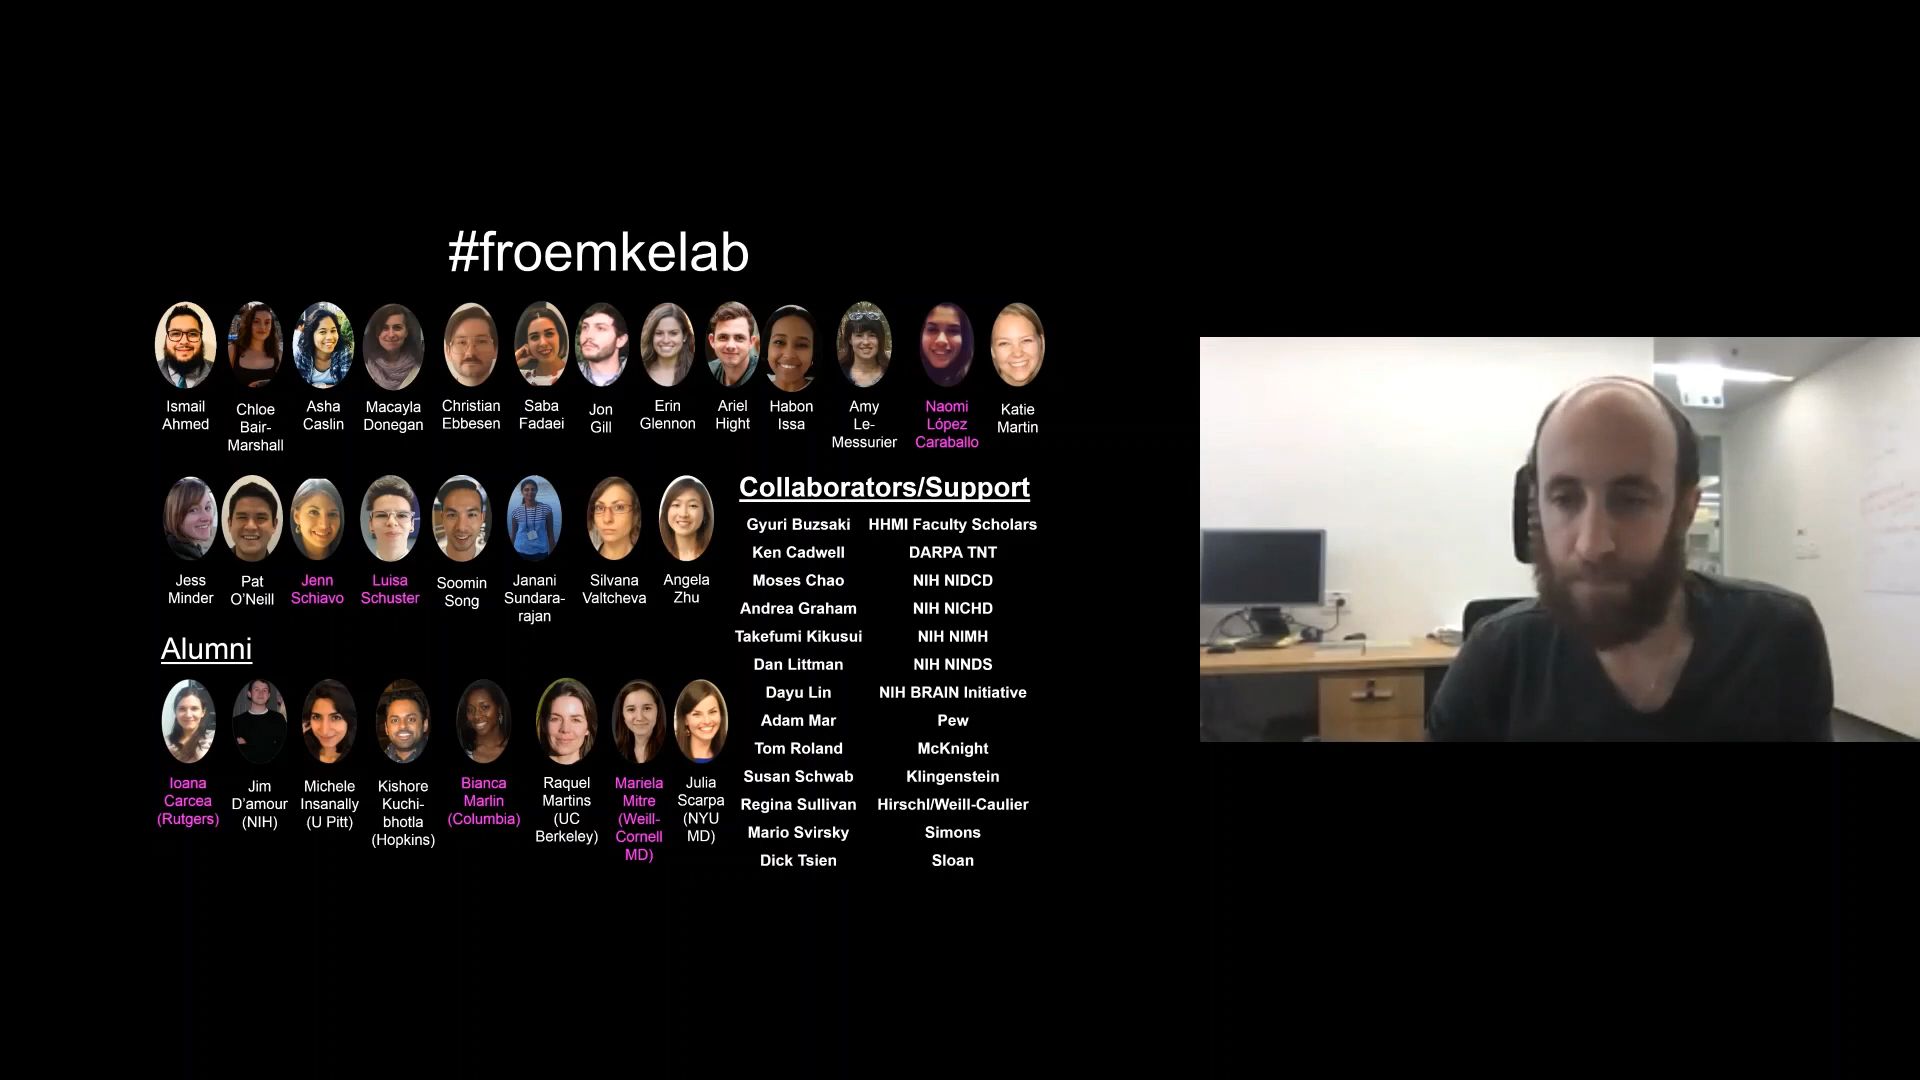 #froemkelab
Ismail
Ahmed
Chloe
Bair-
Marshall
Asha
Caslin
Macayla
Donegan
Christian
Ebbesen
Saba
Fadaei
Jon
Gill
Erin
Glennon
Ariel
Hight
Habon
Issa
Amy
Le-
Messurier
Naomi
López
Caraballo
Katie
Martin
Jess
Minder
Pat
O’Neill
Jenn
Schiavo
Luisa
Schuster
Soomin
Song
Janani
Sundara-
rajan
Silvana
Valtcheva
Angela
Zhu
Alumni
Ioana
Carcea
(Rutgers)
Jim
D’amour
(NIH)
Michele
Insanally
(U Pitt)
Kishore
Kuchi-
bhotla
(Hopkins)
Bianca
Marlin
(Columbia)
Raquel
Martins
(UC
Berkeley)
Mariela
Mitre
(Weill-
Cornell
MD)
Julia
Scarpa
(NYU
MD)
Collaborators/Support
Gyuri Buzsaki HHMI Faculty Scholars
Ken Cadwell DARPA TNT
Moses Chao NIH NIDCD
Andrea Graham NIH NICHD
Takefumi Kikusui NIH NIMH
Dan Littman NIH NINDS
Dayu Lin NIH BRAIN Initiative
Adam Mar Pew
Tom Roland McKnight
Susan Schwab Klingenstein
Regina Sullivan Hirschl/Weill-Caulier
Mario Svirsky Simons
Dick Tsien Sloan